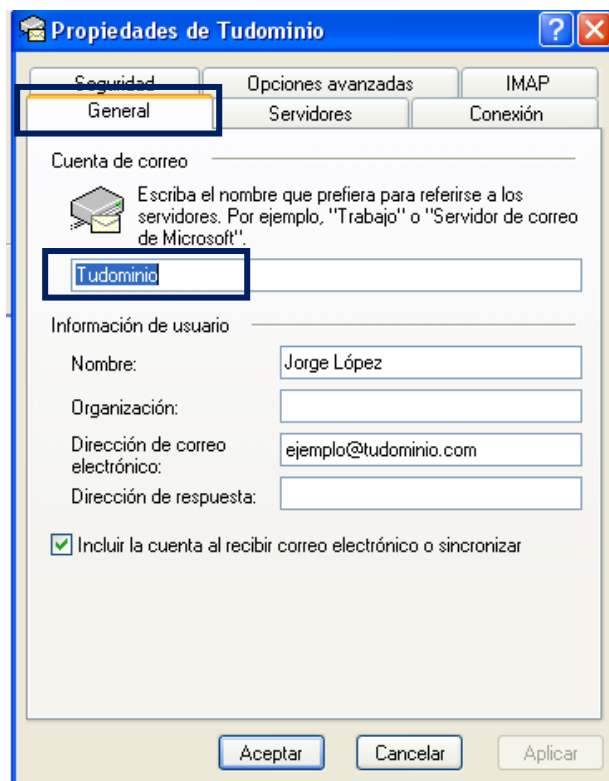 Propiedades de Tudominio
Seguridad
Opciones avanzadas
IMAP
General
Servidores
Conexión
Cuenta de correo
Escriba el nombre que prefiera para referirse a los
servidores. Por ejemplo, "Trabajo" o "Servidor de correo
de Microsoft".
Tudominio
Información de usuario
Nombre:
Jorge López
Organización:
Dirección de correo
electrónico:
ejemplo@tudominio.com
Dirección de respuesta:
Incluir la cuenta al recibir correo electrónico o sincronizar
Aceptar
Cancelar
Aplicar